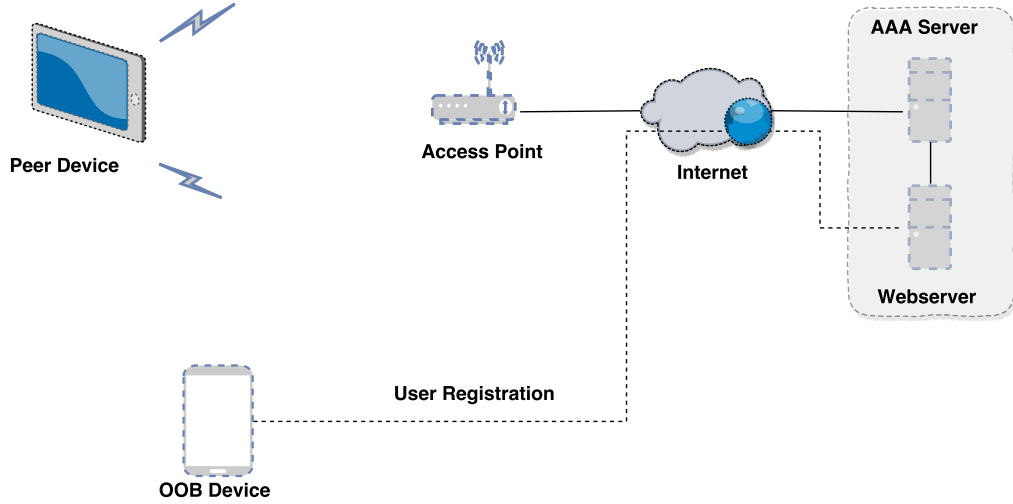 AAA Server
Peer Device
Access Point
Internet
Webserver
User Registration
OOB Device